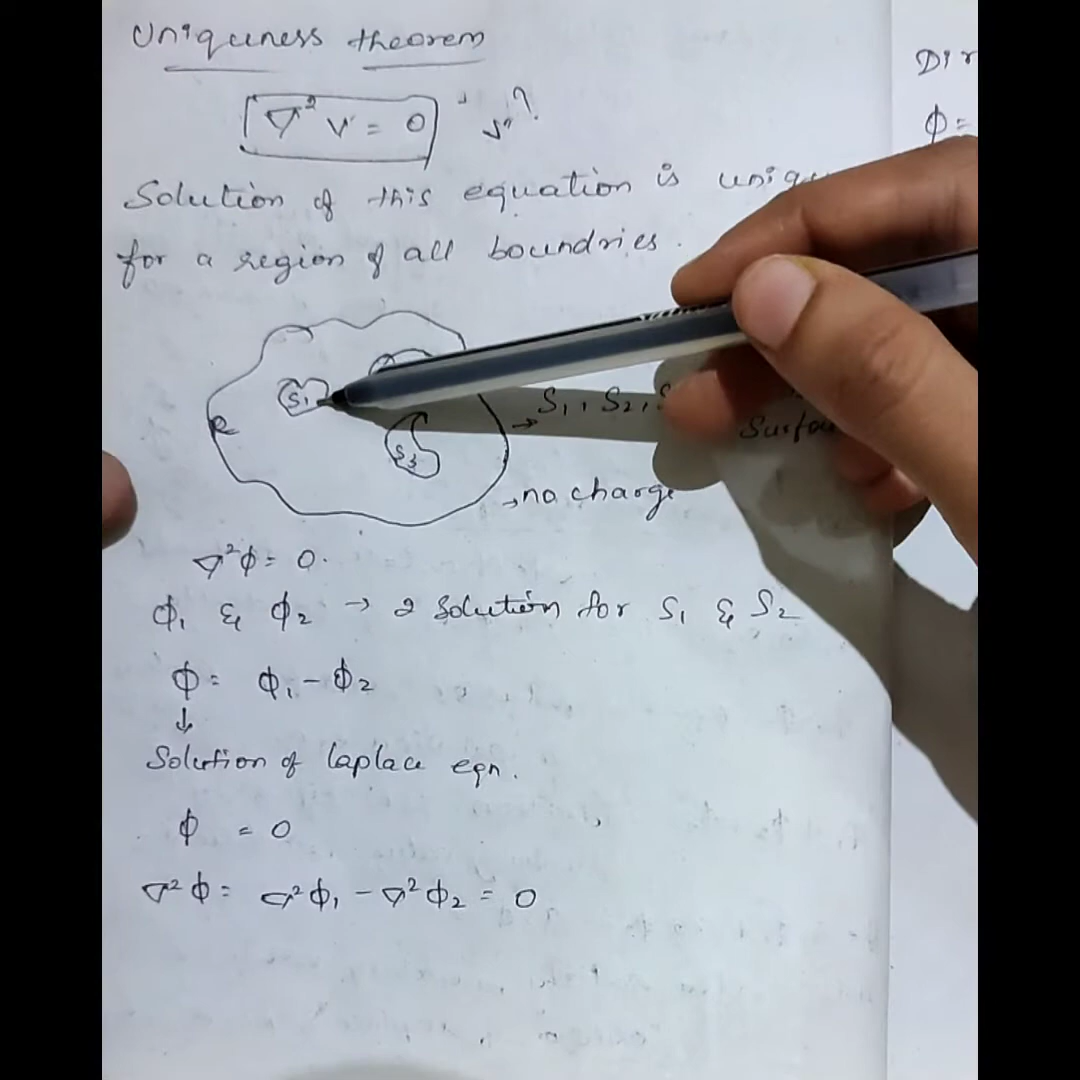 Uniqueness theorem
∇² V = 0
Solution of this equation is
for a region of all boundries.
S₁
S₃
→ S₁, S₂,
→ no charge
∇²ϕ = 0.
ϕ₁ & ϕ₂ → 2 solution for S₁ & S₂
ϕ = ϕ₁ - ϕ₂
↓
Solution of laplace eqn.
ϕ = 0
∇²ϕ = ∇²ϕ₁ - ∇²ϕ₂ = 0
ϕ =